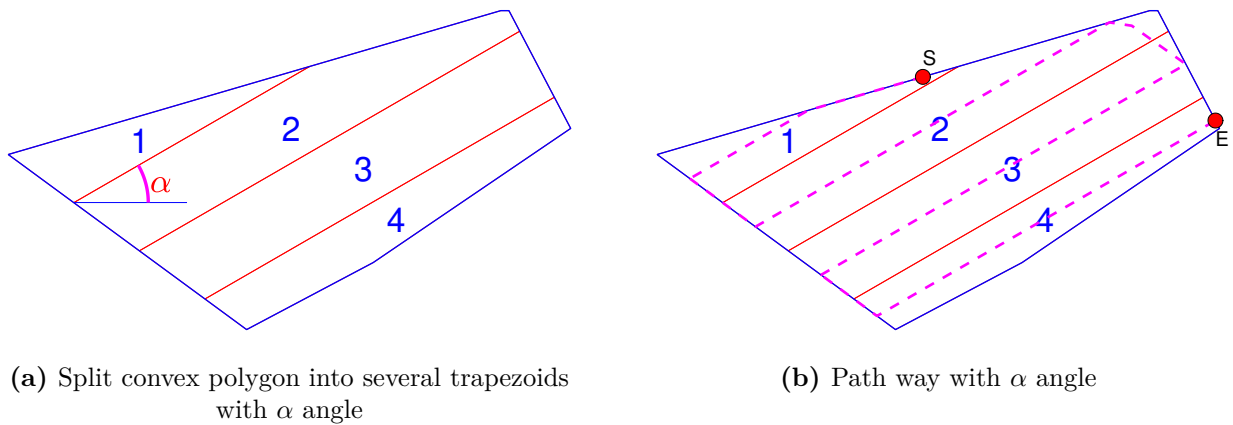 1
2
3
4
α
S
1
2
3
4
E
(a) Split convex polygon into several trapezoids
with α angle
(b) Path way with α angle